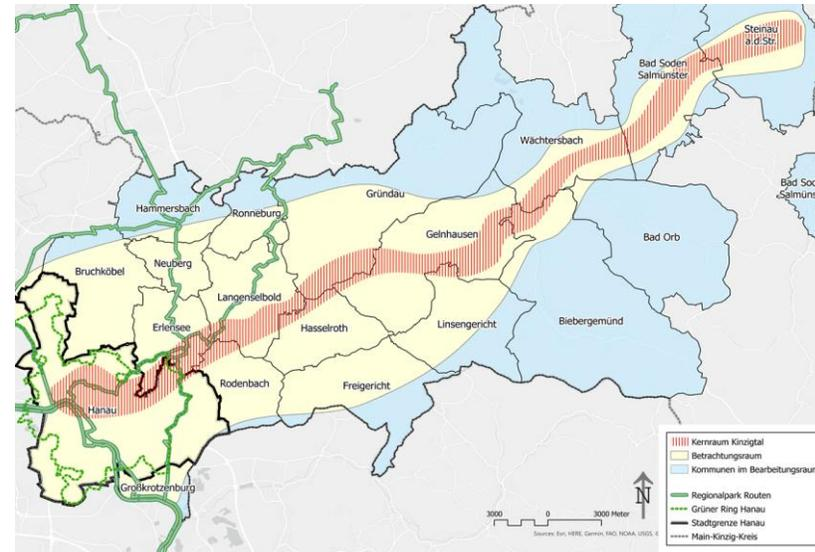 Steinau
a.d.Str.
Bad Soden
Salmünster
Wächtersbach
Gründau
Hammersbach
Ronneburg
Bad
Salmüns
Gelnhausen
Bad Orb
Neuberg
Bruchköbel
Langenselbold
Erlensee
Hasselroth
Linsengericht
Biebergemünd
Rodenbach
Freigericht
Hanau
Großkrotzenburg
Kernraum Kinzigtal
Betrachtungsraum
Kommunen im Bearbeitungsraum
Regionalpark Routen
Grüner Ring Hanau
Stadtgrenze Hanau
Main-Kinzig-Kreis
N
3000 0 3000 Meter
Sources: Esri, HERE, Garmin, FAO, NOAA, USGS,